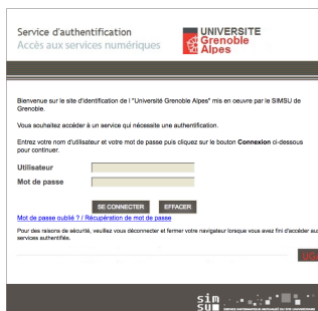 Service d'authentification
Accès aux services numériques
UNIVERSITE
Grenoble
Alpes
Bienvenue sur le site d'identification de l "Université Grenoble Alpes" mis en oeuvre par le SIMSU de
Grenoble.
Vous souhaitez accéder à un service qui nécessite une authentification.
Entrez votre nom d'utilisateur et votre mot de passe puis cliquez sur le bouton Connexion ci-dessous
pour continuer.
Utilisateur
Mot de passe
SE CONNECTER EFFACER
Mot de passe oublié ? / Récupération de mot de passe
Pour des raisons de sécurité, veuillez vous déconnecter et fermer votre navigateur lorsque vous avez fini d'accéder aux
services authentifiés.
sim
su